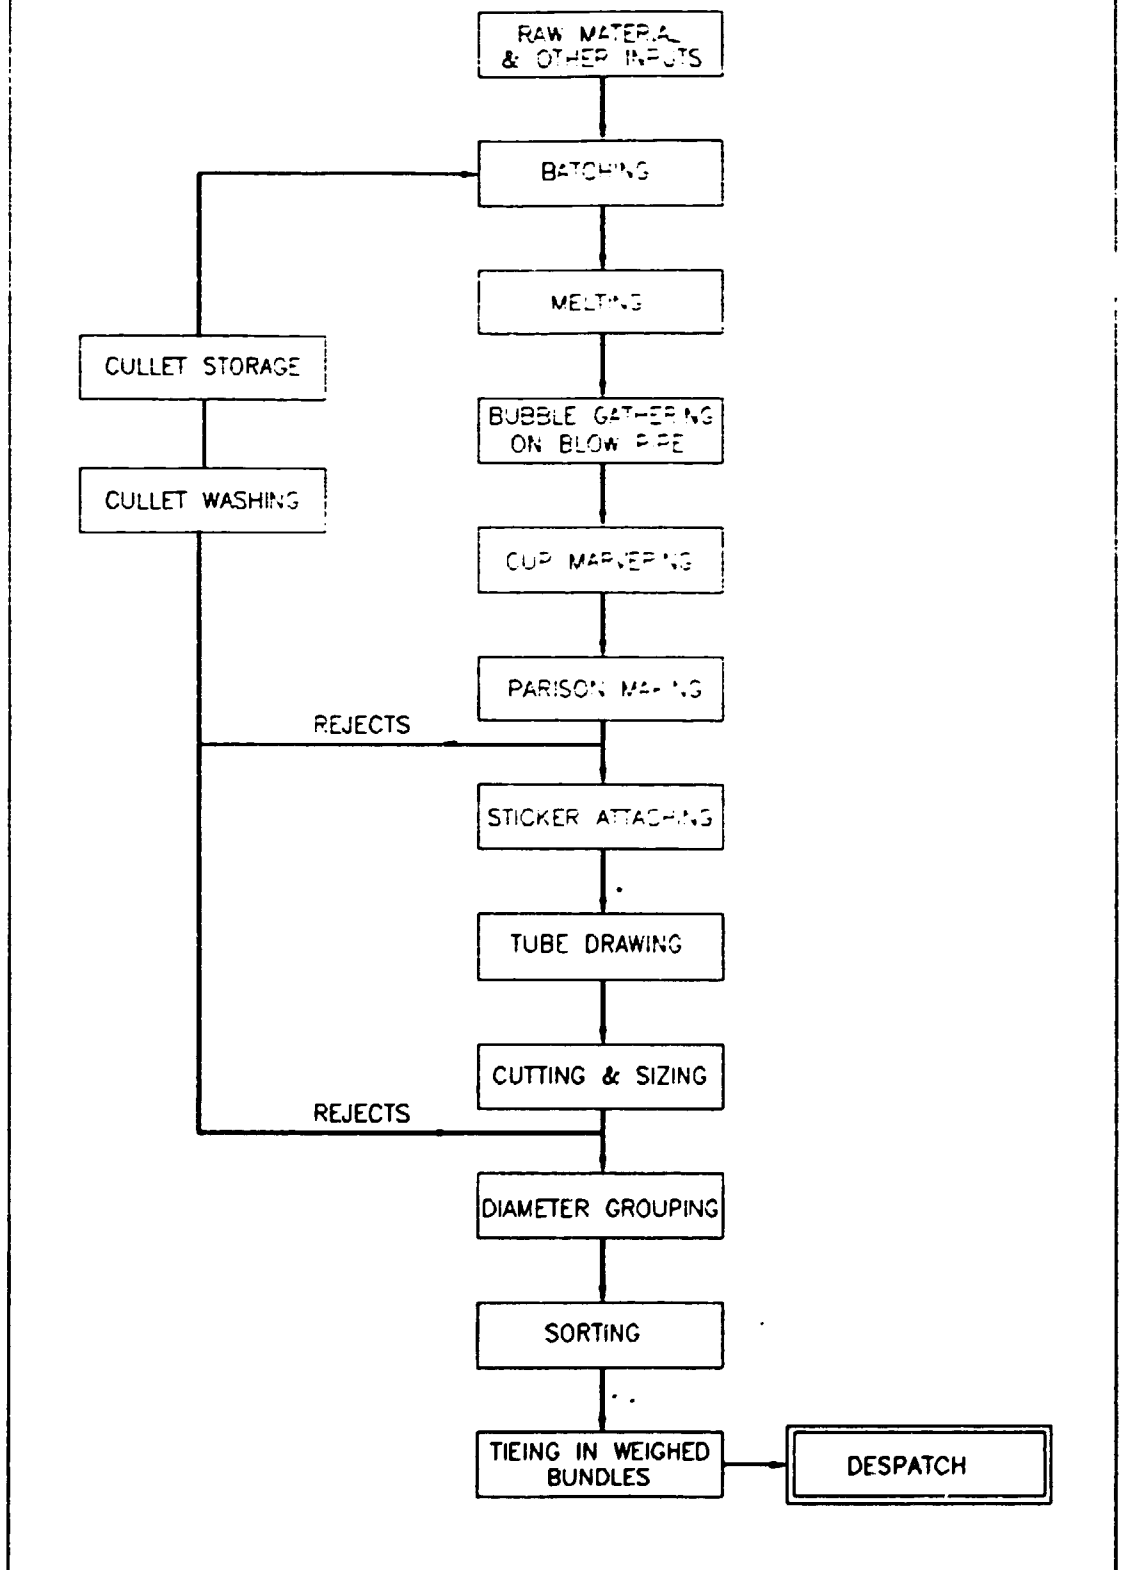 RAW MATERIAL
& OTHER INPUTS
BATCHING
MELTING
CULLET STORAGE
BUBBLE GATHERING
ON BLOW PIPE
CULLET WASHING
CUP MARVERING
PARISON MAKING
REJECTS
STICKER ATTACHING
TUBE DRAWING
CUTTING & SIZING
REJECTS
DIAMETER GROUPING
SORTING
TIEING IN WEIGHED
BUNDLES
DESPATCH